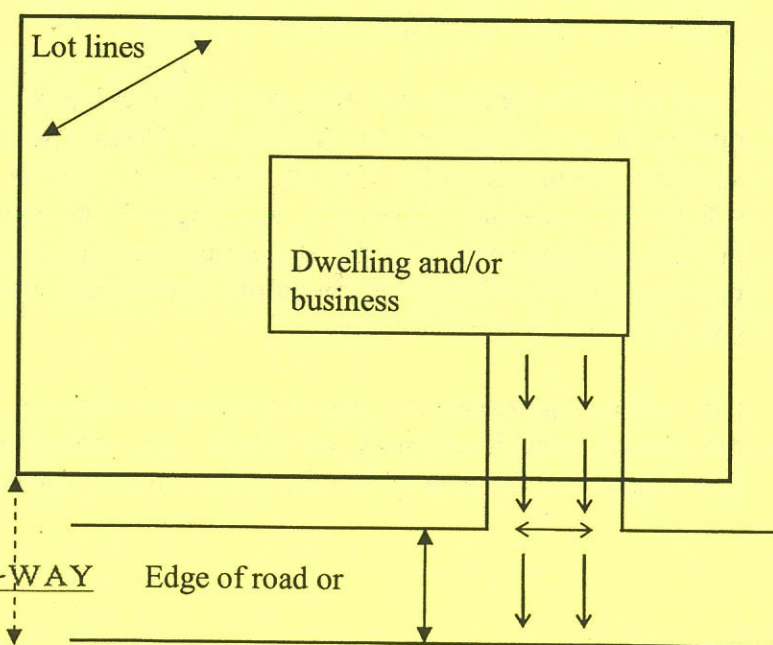 Lot lines
Dwelling and/or
business
-WAY Edge of road or